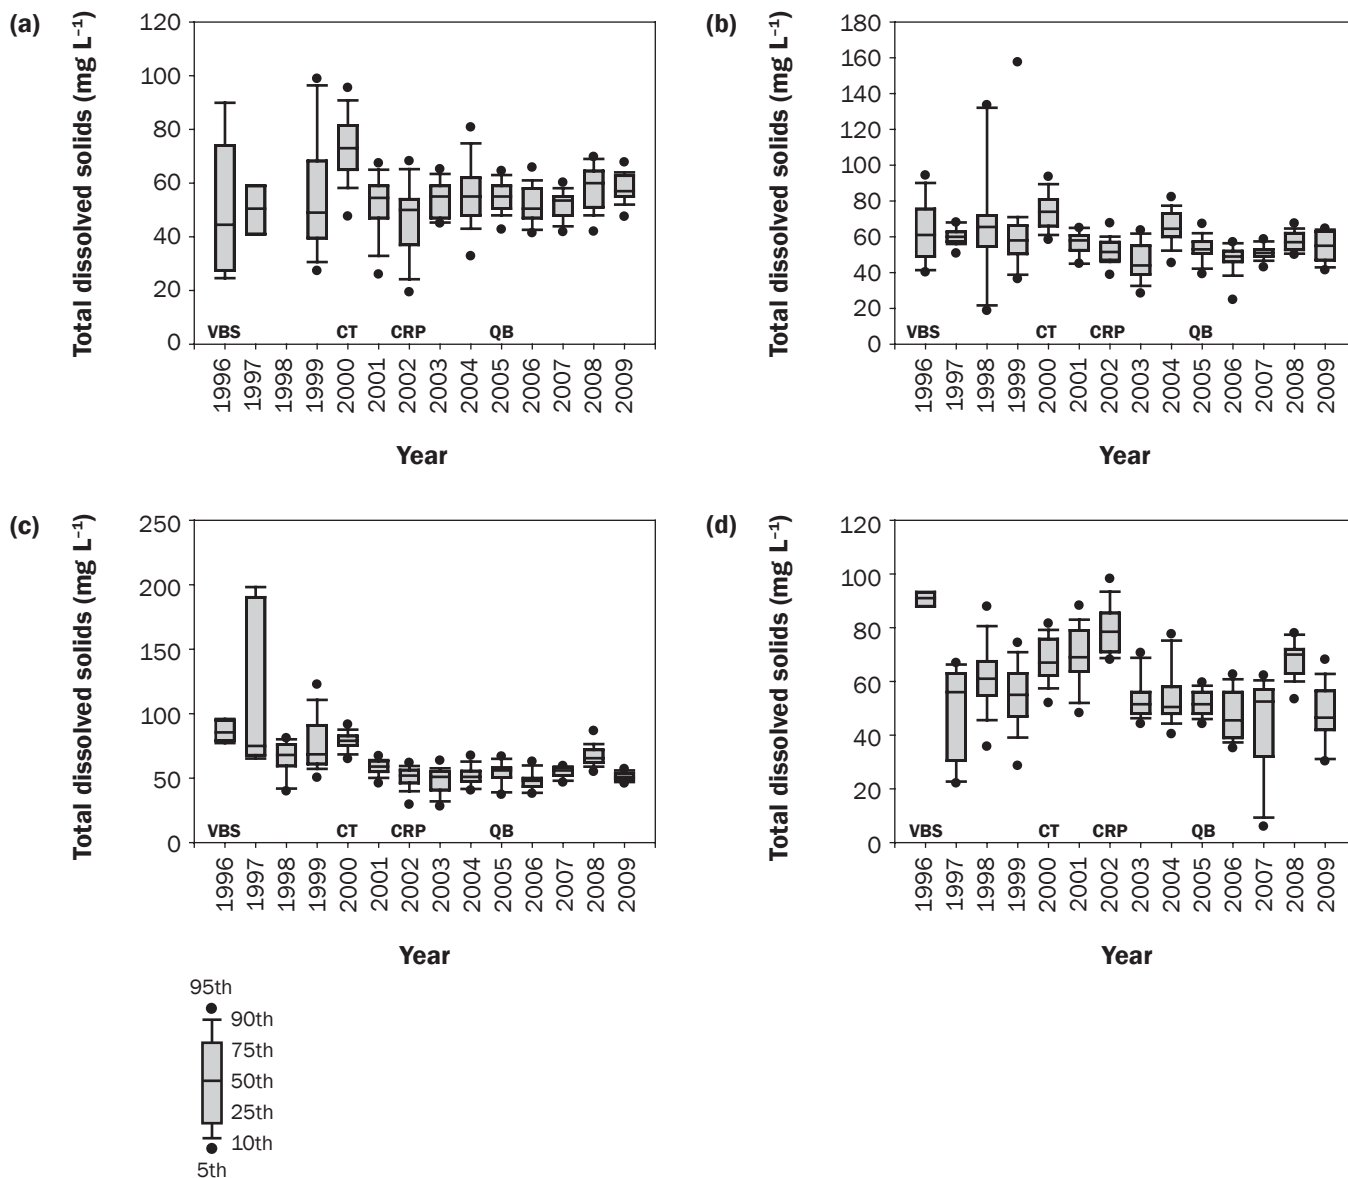 (a)
Total dissolved solids (mg L⁻¹)
120
100
80
60
40
20
0
VBS CT CRP QB
1996 1997 1998 1999 2000 2001 2002 2003 2004 2005 2006 2007 2008 2009
Year
(b)
Total dissolved solids (mg L⁻¹)
180
160
140
120
100
80
60
40
20
0
VBS CT CRP QB
1996 1997 1998 1999 2000 2001 2002 2003 2004 2005 2006 2007 2008 2009
Year
(c)
Total dissolved solids (mg L⁻¹)
250
200
150
100
50
0
VBS CT CRP QB
1996 1997 1998 1999 2000 2001 2002 2003 2004 2005 2006 2007 2008 2009
Year
(d)
Total dissolved solids (mg L⁻¹)
120
100
80
60
40
20
0
VBS CT CRP QB
1996 1997 1998 1999 2000 2001 2002 2003 2004 2005 2006 2007 2008 2009
Year
95th
90th
75th
50th
25th
10th
5th